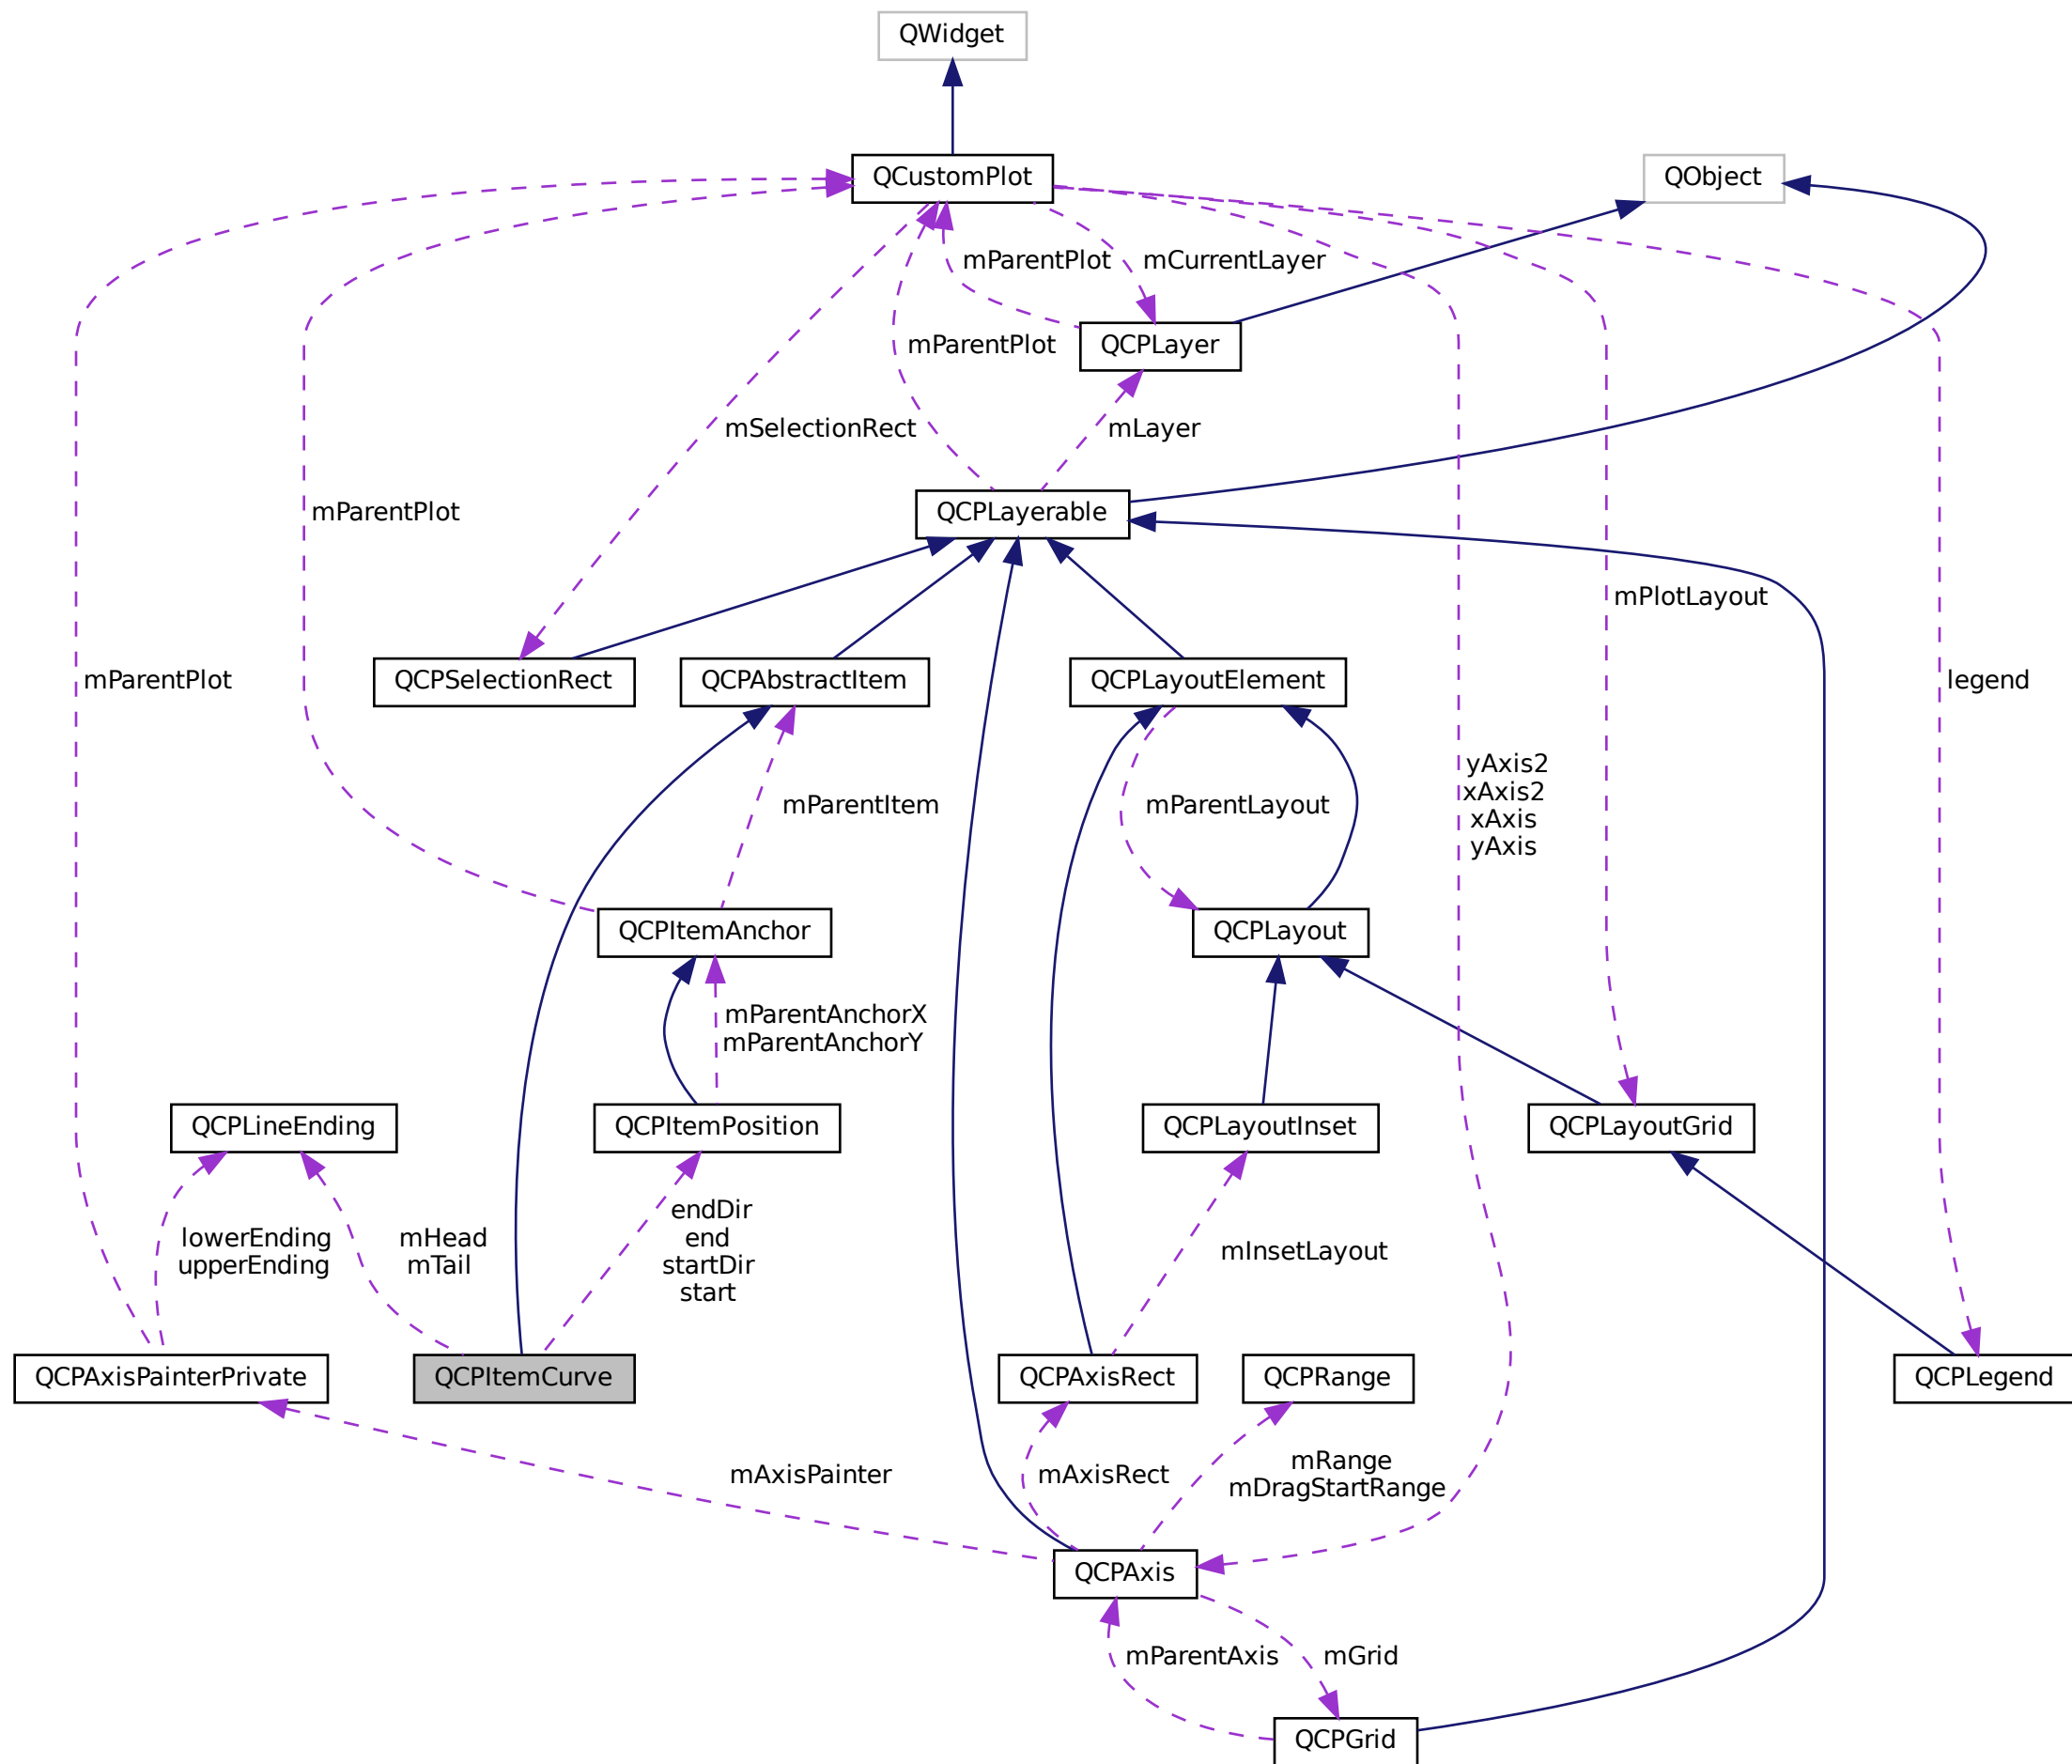 QWidget
QCustomPlot
QObject
mParentPlot
mCurrentLayer
mParentPlot
QCPLayer
mSelectionRect
mLayer
mParentPlot
QCPLayerable
mPlotLayout
mParentPlot
QCPSelectionRect
QCPAbstractItem
QCPLayoutElement
legend
yAxis2
xAxis2
xAxis
yAxis
mParentItem
mParentLayout
QCPItemAnchor
QCPLayout
mParentAnchorX
mParentAnchorY
QCPLineEnding
QCPItemPosition
QCPLayoutInset
QCPLayoutGrid
lowerEnding
upperEnding
mHead
mTail
endDir
end
startDir
start
mInsetLayout
QCPAxisPainterPrivate
QCPItemCurve
QCPAxisRect
QCPRange
QCPLegend
mAxisPainter
mAxisRect
mRange
mDragStartRange
QCPAxis
mParentAxis
mGrid
QCPGrid